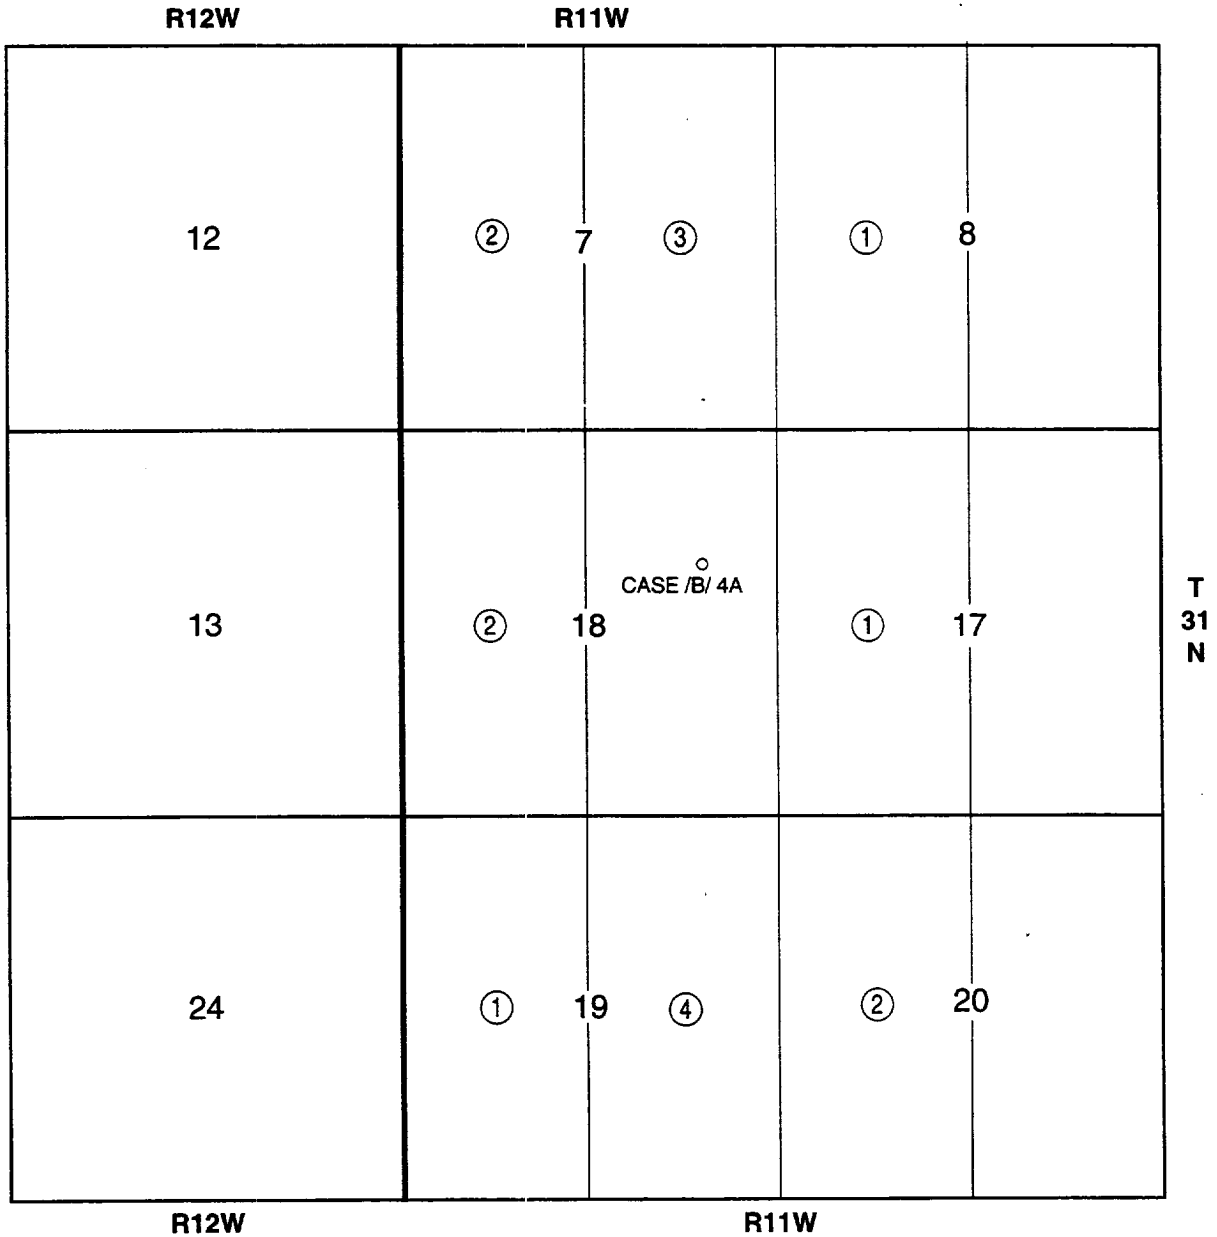 R12W R11W
12 ② 7 ③ ① 8
CASE /B/ 4A
13 ② 18 ① 17
T
31
N
24 ① 19 ④ ② 20
R12W R11W